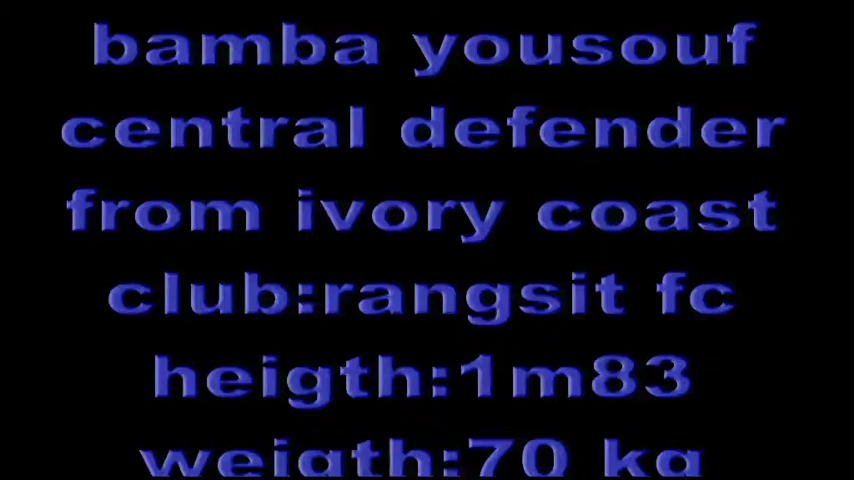 bamba yousouf
central defender
from ivory coast
club:rangsit fc
heigth:1m83
weigth:70 kg